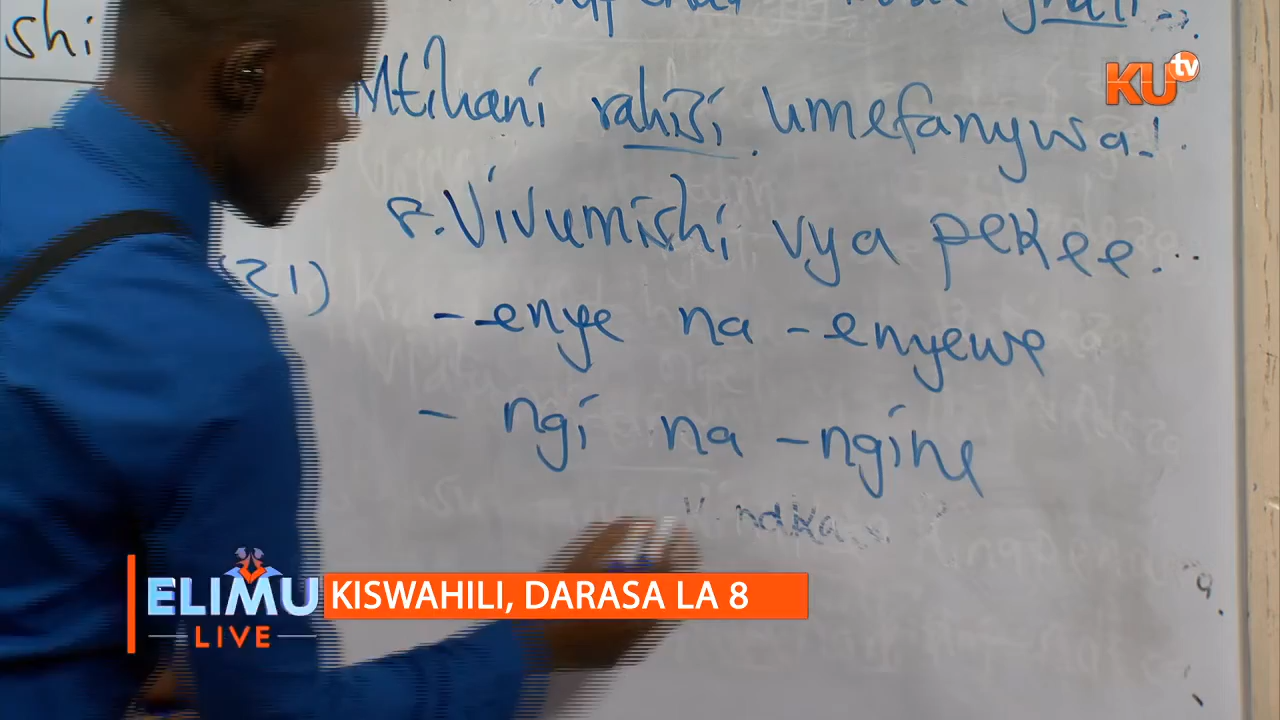 shi
Mtihani rahisi umefanywa!
8. Vivumishi vya pekee...
(21)
--enye na -enyewe
- ngi na -ngine
KU tv
ELIMU LIVE
KISWAHILI, DARASA LA 8